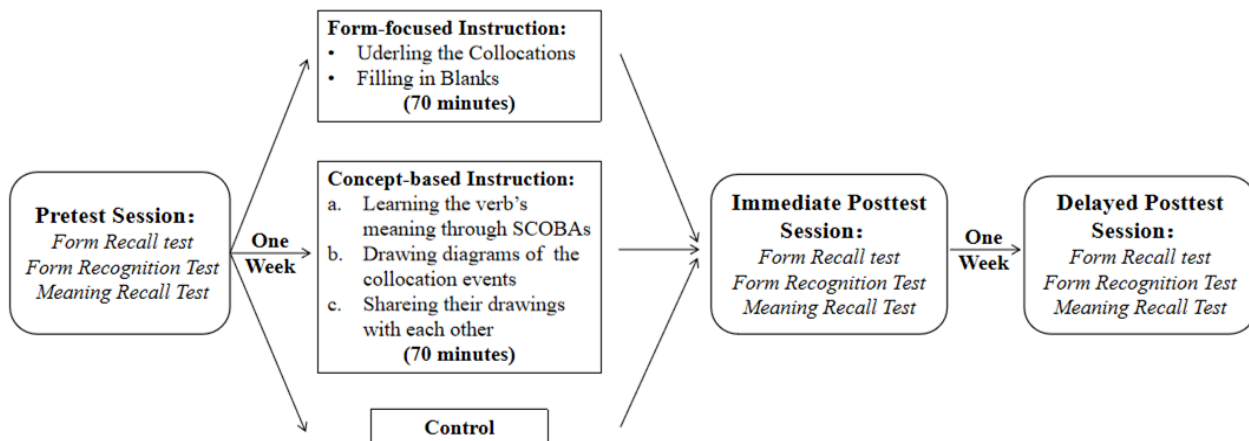 Pretest Session:
Form Recall test
Form Recognition Test
Meaning Recall Test
One
Week
Form-focused Instruction:
• Uderling the Collocations
• Filling in Blanks
(70 minutes)
Concept-based Instruction:
a. Learning the verb's
meaning through SCOBAs
b. Drawing diagrams of the
collocation events
c. Shareing their drawings
with each other
(70 minutes)
Control
Immediate Posttest
Session:
Form Recall test
Form Recognition Test
Meaning Recall Test
One
Week
Delayed Posttest
Session:
Form Recall test
Form Recognition Test
Meaning Recall Test